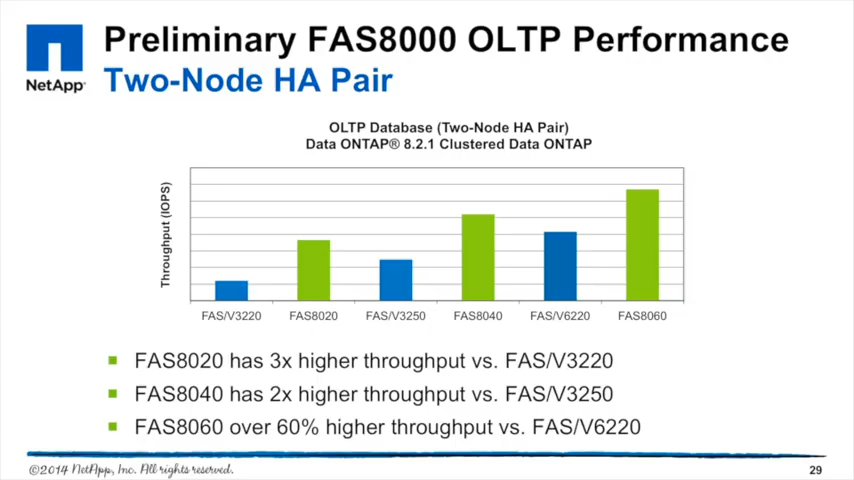 NetApp®
Preliminary FAS8000 OLTP Performance
Two-Node HA Pair
OLTP Database (Two-Node HA Pair)
Data ONTAP® 8.2.1 Clustered Data ONTAP
Throughput (IOPS)
FAS/V3220 FAS8020 FAS/V3250 FAS8040 FAS/V6220 FAS8060
FAS8020 has 3x higher throughput vs. FAS/V3220
FAS8040 has 2x higher throughput vs. FAS/V3250
FAS8060 over 60% higher throughput vs. FAS/V6220
©2014 NetApp, Inc. All rights reserved.
29